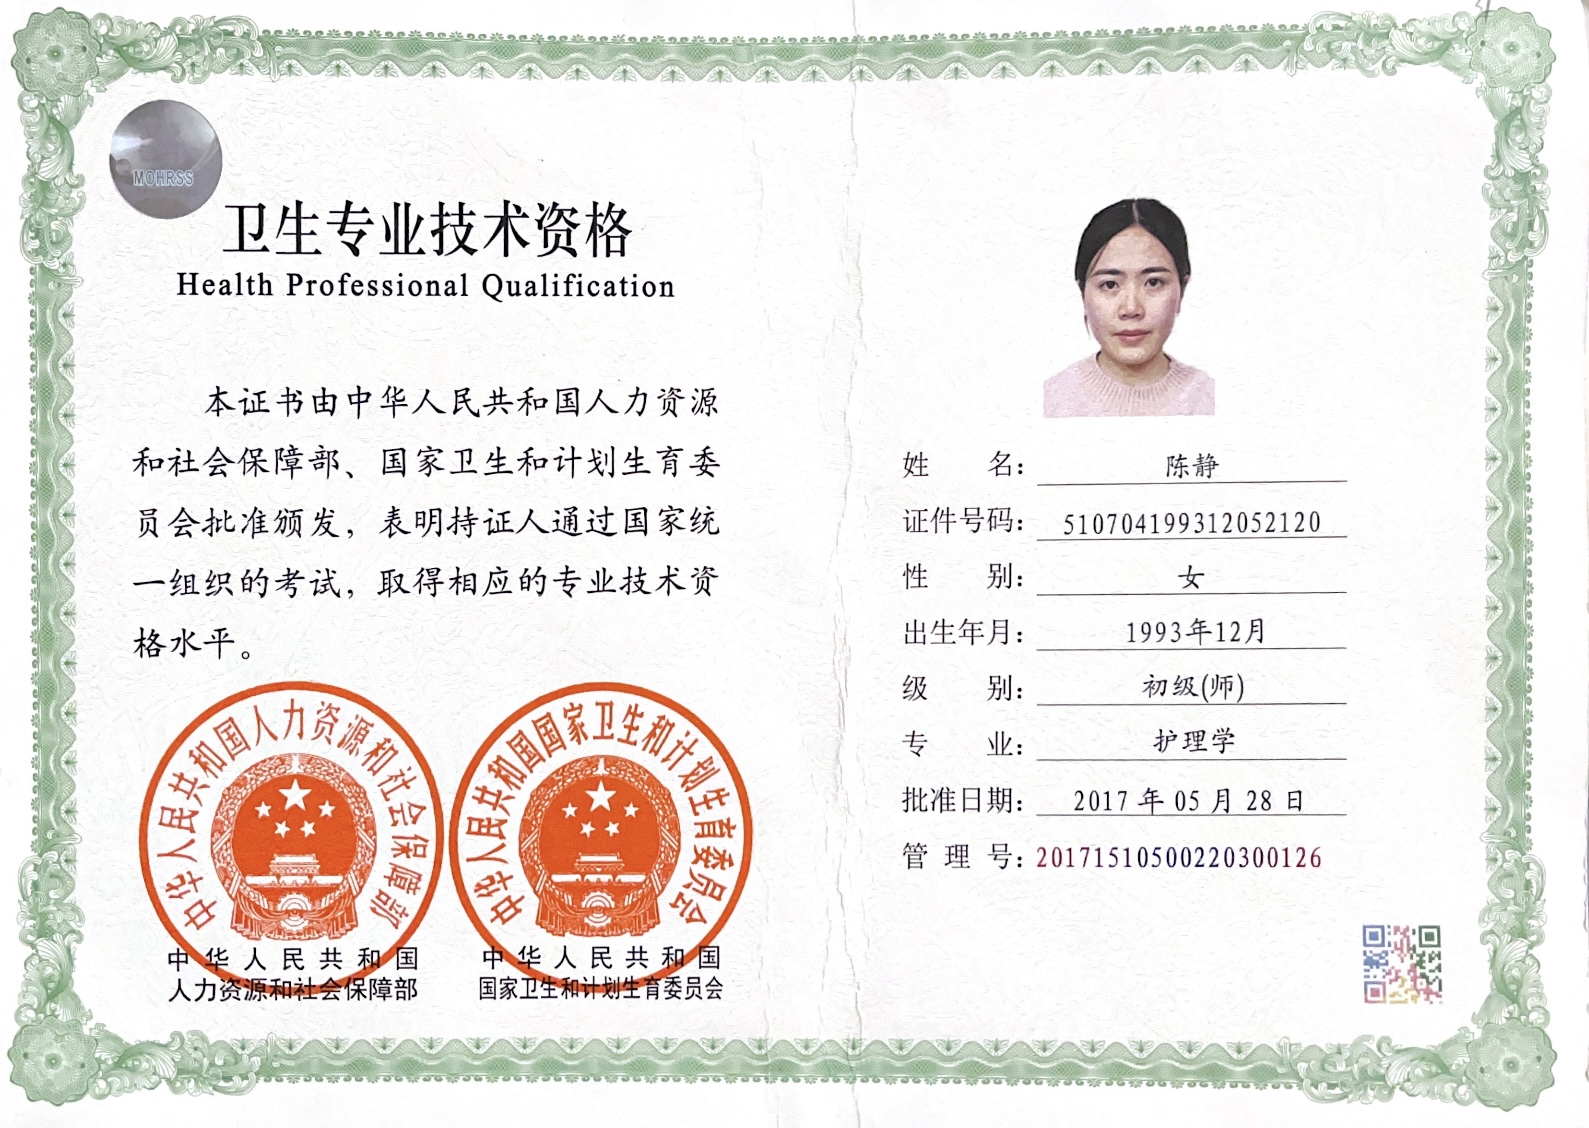 MOHRSS
卫生专业技术资格
Health Professional Qualification
本证书由中华人民共和国人力资源
和社会保障部、国家卫生和计划生育委
员会批准颁发，表明持证人通过国家统
一组织的考试，取得相应的专业技术资
格水平。
中华人民共和国人力资源和社会保障部
中华人民共和国国家卫生和计划生育委员会
中华人民共和国
人力资源和社会保障部
中华人民共和国
国家卫生和计划生育委员会
姓 名： 陈静
证件号码： 510704199312052120
性 别： 女
出生年月： 1993年12月
级 别： 初级(师)
专 业： 护理学
批准日期： 2017 年 05 月 28 日
管 理 号： 20171510500220300126